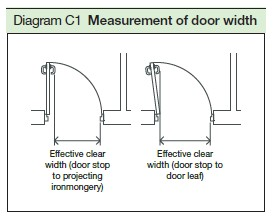 Diagram C1 Measurement of door width
Effective clear
width (door stop
to projecting
ironmongery)
Effective clear
width (door stop to
door leaf)